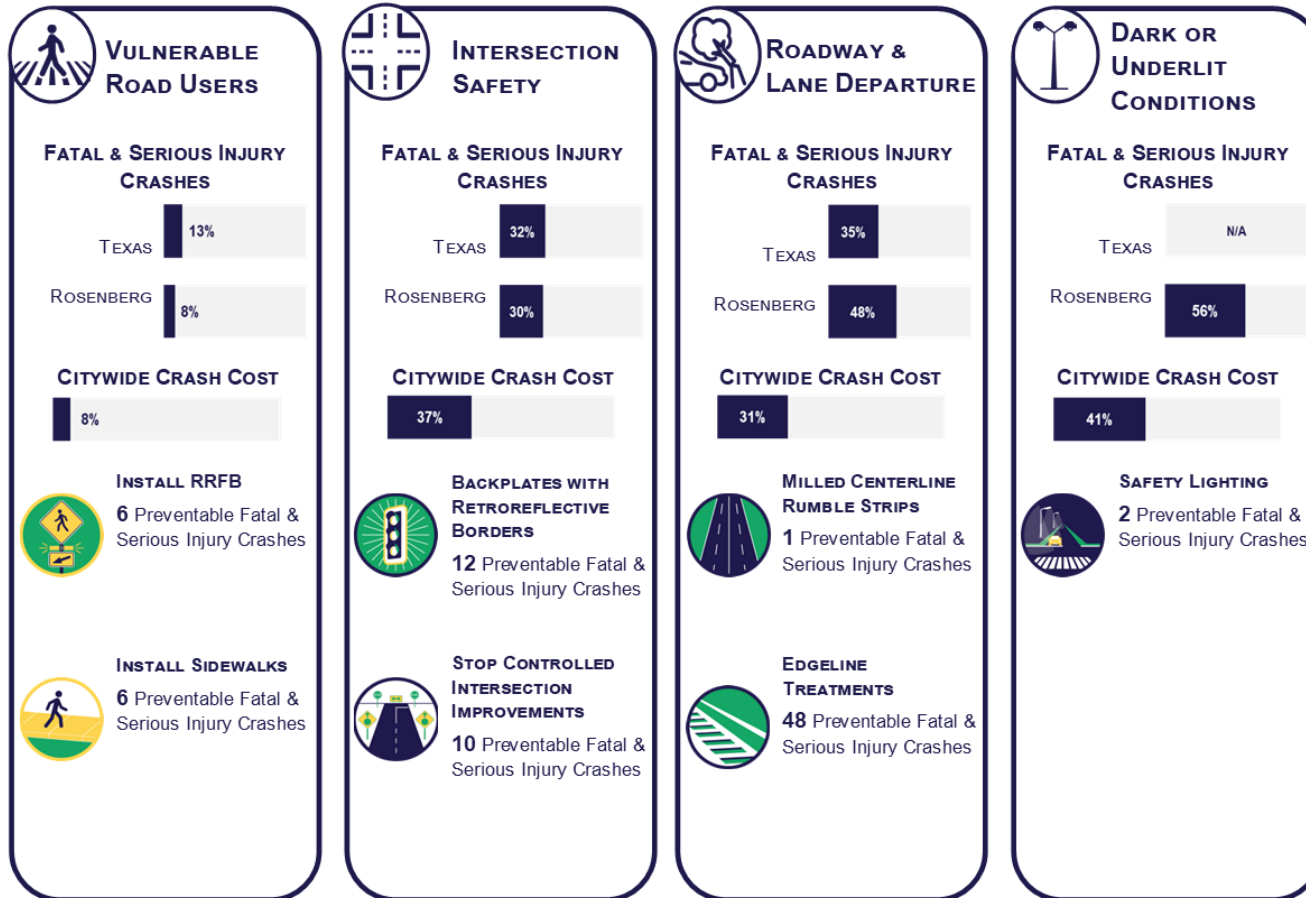 VULNERABLE
ROAD USERS
FATAL & SERIOUS INJURY
CRASHES
TEXAS 13%
ROSENBERG 8%
CITYWIDE CRASH COST
8%
INSTALL RRFB
6 Preventable Fatal &
Serious Injury Crashes
INSTALL SIDEWALKS
6 Preventable Fatal &
Serious Injury Crashes
INTERSECTION
SAFETY
FATAL & SERIOUS INJURY
CRASHES
TEXAS 32%
ROSENBERG 30%
CITYWIDE CRASH COST
37%
BACKPLATES WITH
RETROREFLECTIVE
BORDERS
12 Preventable Fatal &
Serious Injury Crashes
STOP CONTROLLED
INTERSECTION
IMPROVEMENTS
10 Preventable Fatal &
Serious Injury Crashes
ROADWAY &
LANE DEPARTURE
FATAL & SERIOUS INJURY
CRASHES
TEXAS 35%
ROSENBERG 48%
CITYWIDE CRASH COST
31%
MILLED CENTERLINE
RUMBLE STRIPS
1 Preventable Fatal &
Serious Injury Crashes
EDGELINE
TREATMENTS
48 Preventable Fatal &
Serious Injury Crashes
DARK OR
UNDERLIT
CONDITIONS
FATAL & SERIOUS INJURY
CRASHES
TEXAS N/A
ROSENBERG 56%
CITYWIDE CRASH COST
41%
SAFETY LIGHTING
2 Preventable Fatal &
Serious Injury Crashes